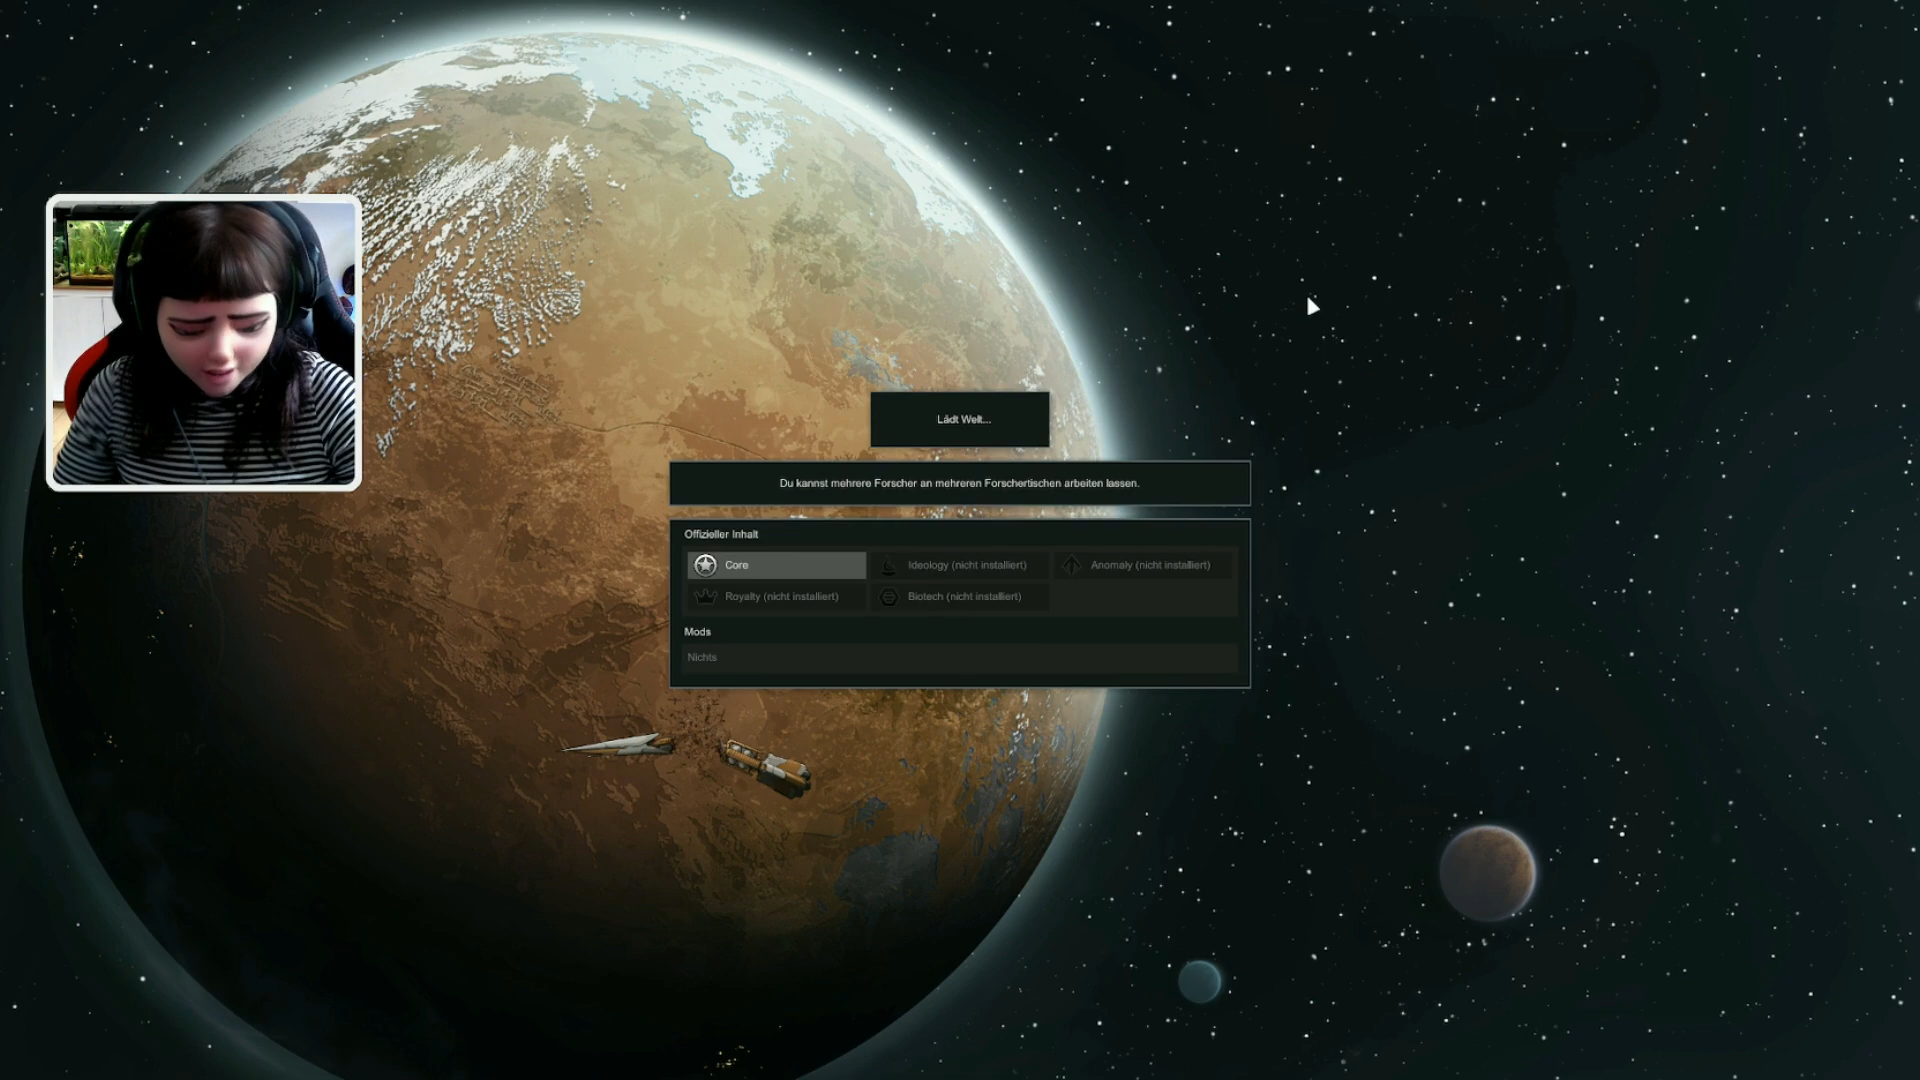 Lädt Welt...
Du kannst mehrere Forscher an mehreren Forschertischen arbeiten lassen.
Offizieller Inhalt
Core
Ideology (nicht installiert)
Anomaly (nicht installiert)
Royalty (nicht installiert)
Biotech (nicht installiert)
Mods
Nichts